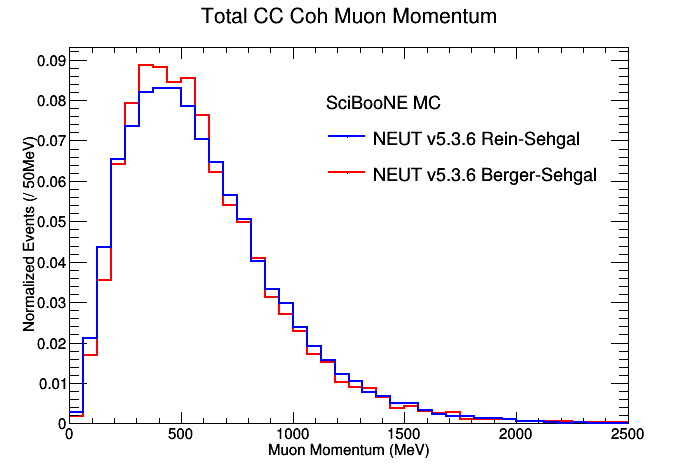 Total CC Coh Muon Momentum
Normalized Events (/ 50MeV)
0.09
0.08
0.07
0.06
0.05
0.04
0.03
0.02
0.01
0
SciBooNE MC
NEUT v5.3.6 Rein-Sehgal
NEUT v5.3.6 Berger-Sehgal
0 500 1000 1500 2000 2500
Muon Momentum (MeV)